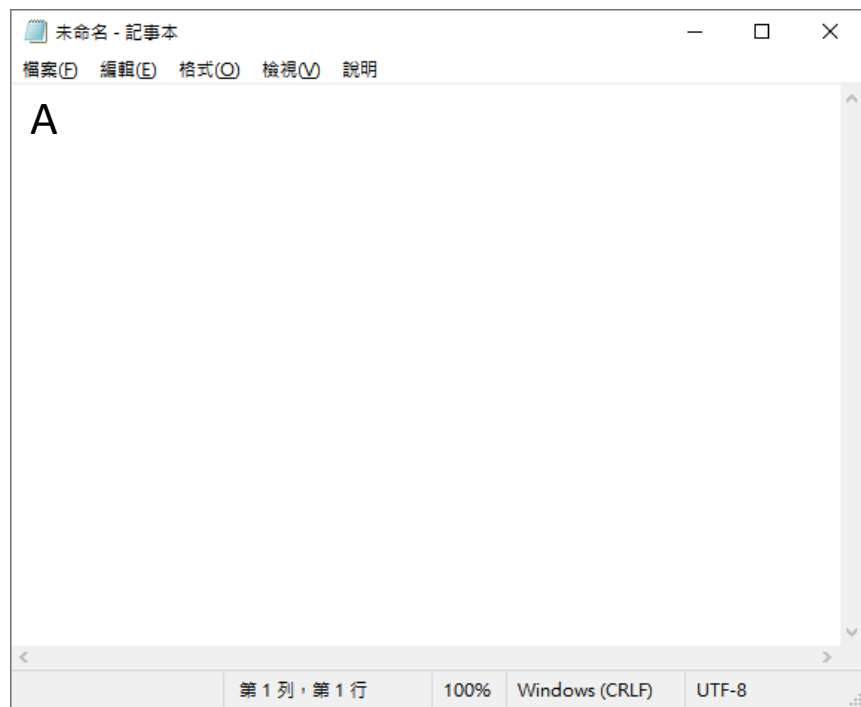 未命名 - 記事本
檔案(F) 編輯(E) 格式(O) 檢視(V) 說明
A
第 1 列，第 1 行 100% Windows (CRLF) UTF-8